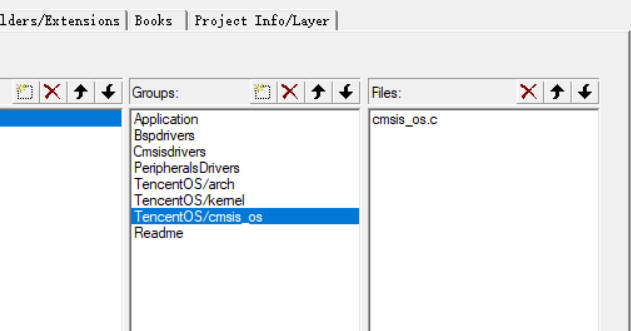 lders/Extensions Books Project Info/Layer
Groups: Files:
Application cmsis_os.c
Bspdrivers
Cmsisdrivers
PeripheralsDrivers
TencentOS/arch
TencentOS/kernel
TencentOS/cmsis_os
Readme